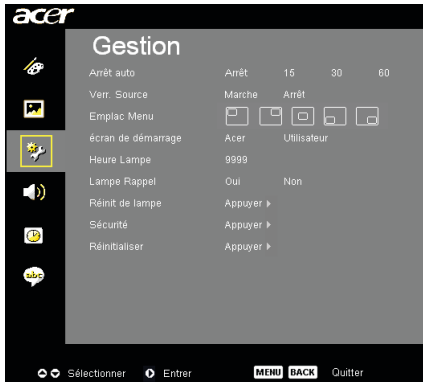 acer
Gestion
Arrêt auto Arrêt 15 30 60
Verr. Source Marche Arrêt
Emplac Menu
écran de démarrage Acer Utilisateur
Heure Lampe 9999
Lampe Rappel Oui Non
Réinit de lampe Appuyer
Sécurité Appuyer
Réinitialiser Appuyer
abc
Sélectionner Entrer MENU BACK Quitter